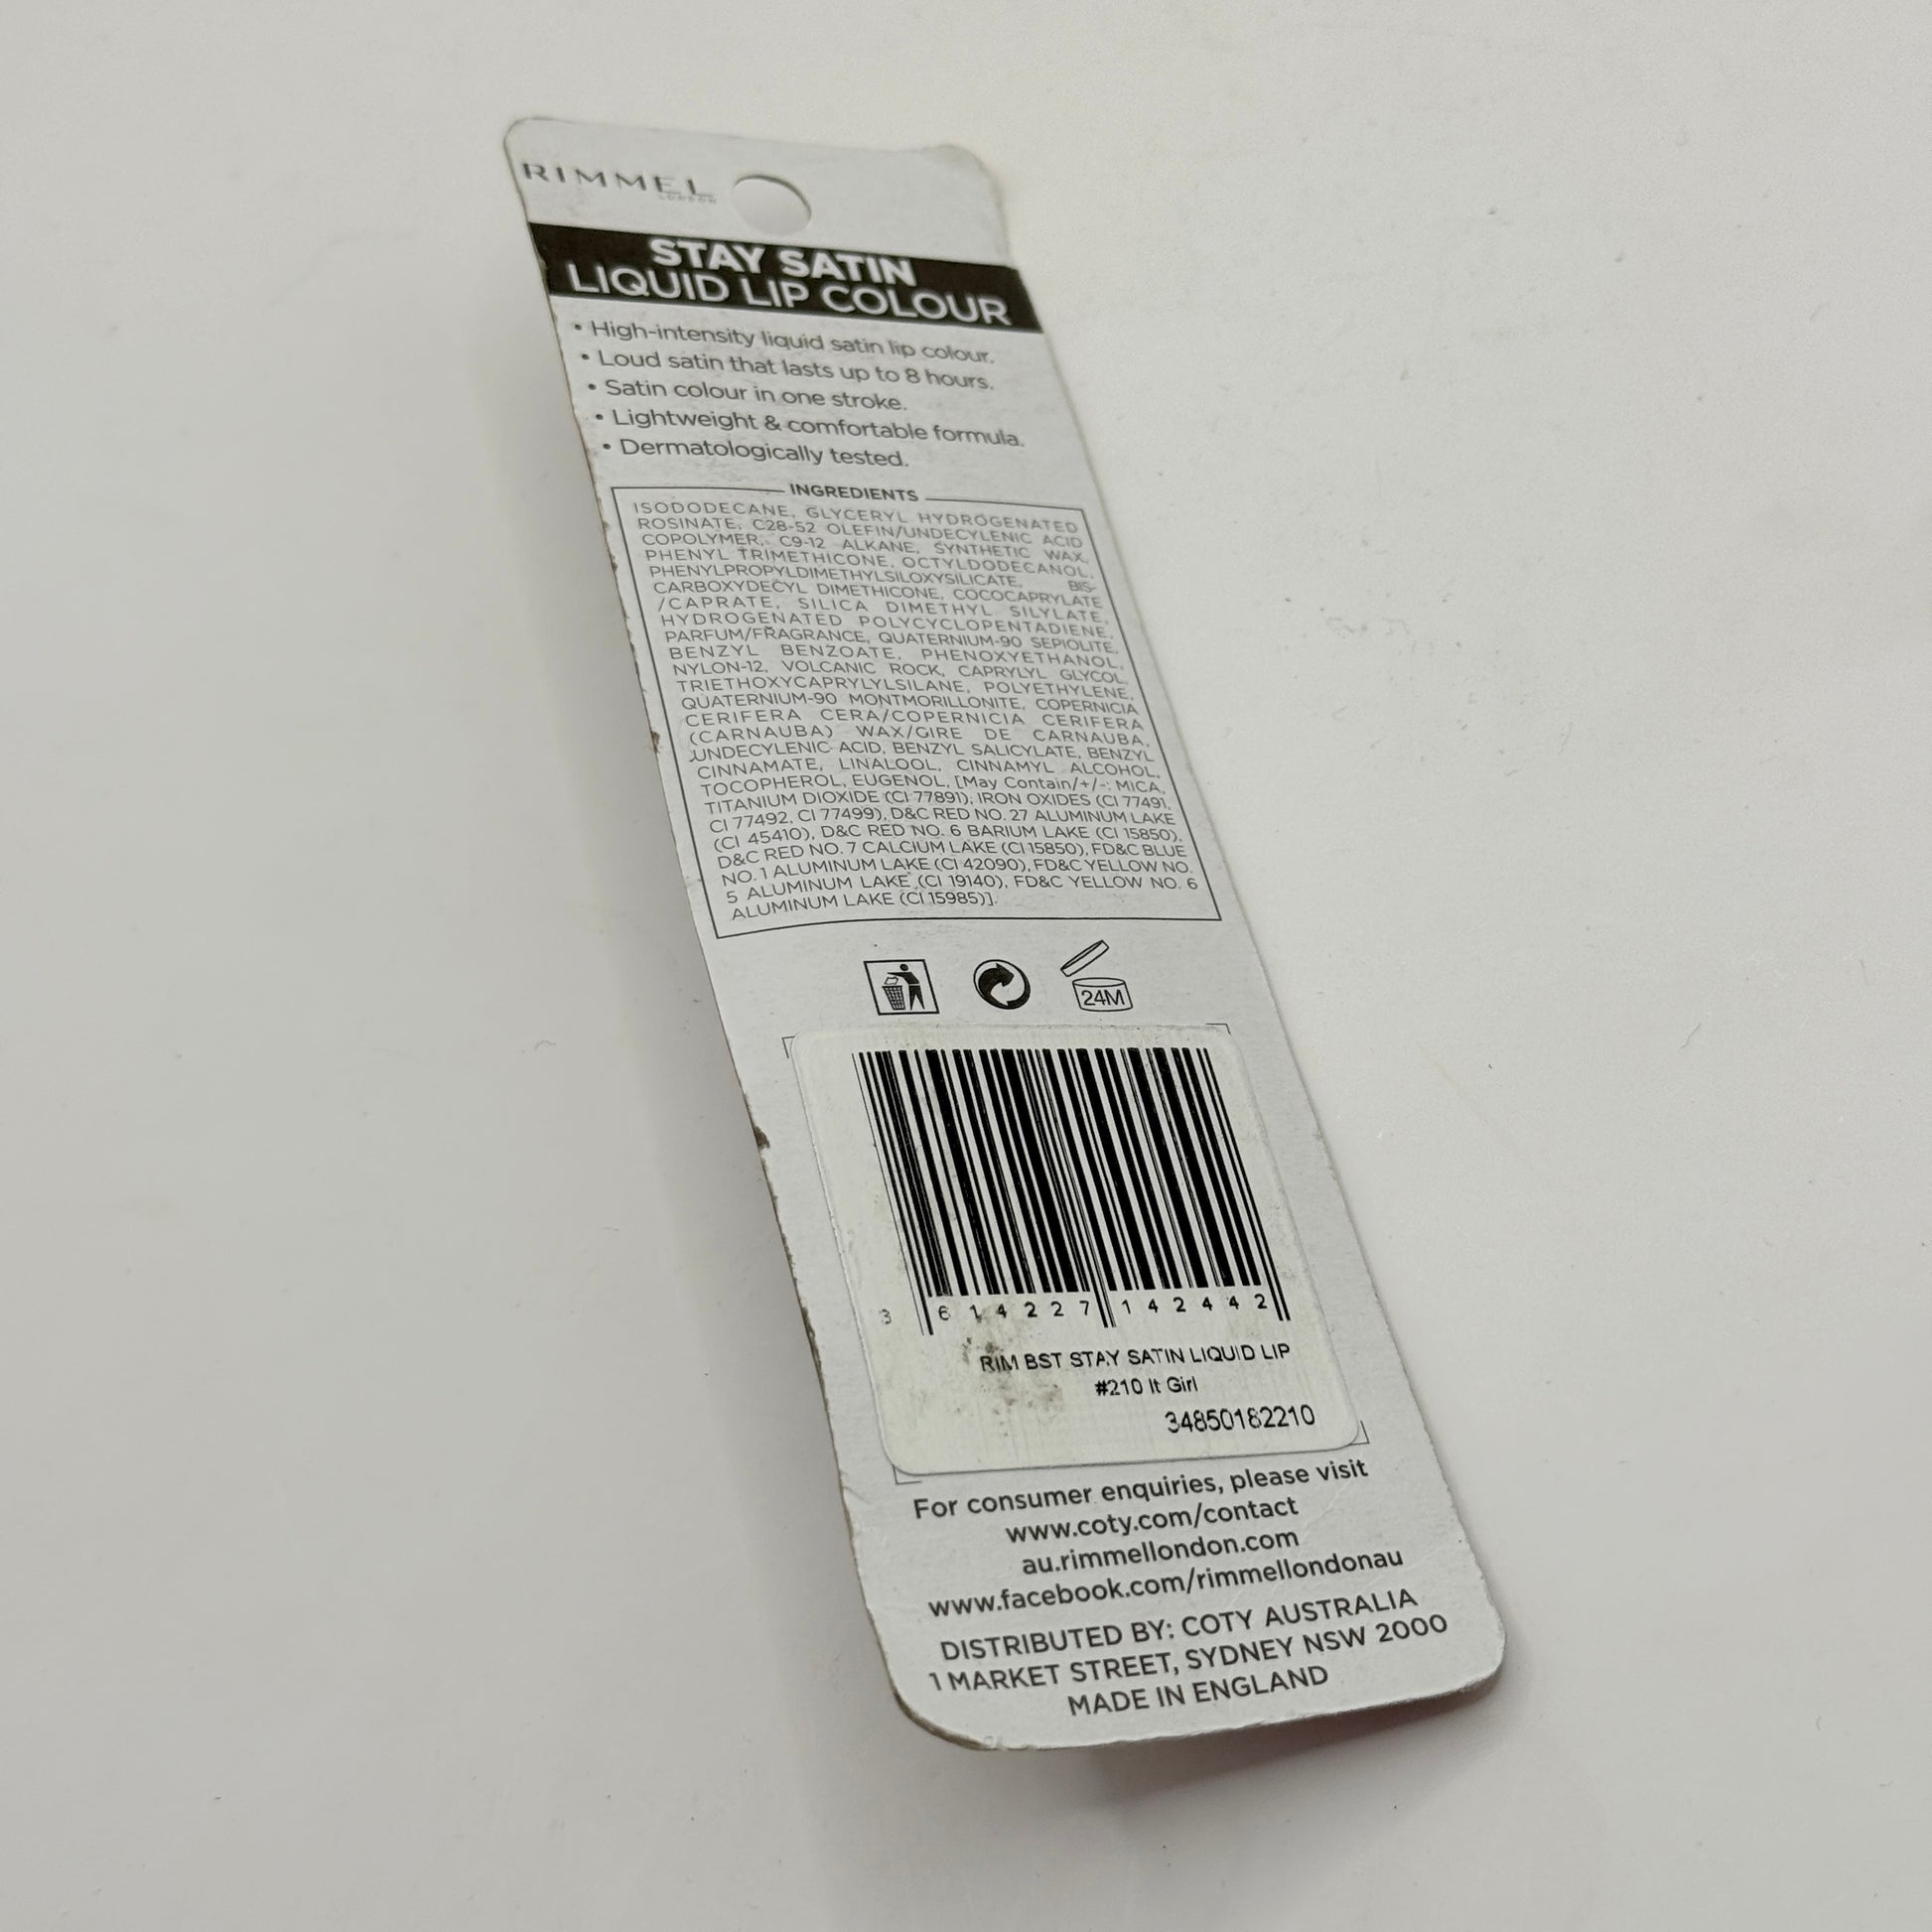 RIMMEL
LONDON
STAY SATIN
LIQUID LIP COLOUR
• High-intensity liquid satin lip colour.
• Loud satin that lasts up to 8 hours.
• Satin colour in one stroke.
• Lightweight & comfortable formula.
• Dermatologically tested.
INGREDIENTS
ISODODECANE, GLYCERYL HYDROGENATED
ROSINATE, C28-52 OLEFIN/UNDECYLENIC ACID
COPOLYMER, C9-12 ALKANE, SYNTHETIC WAX,
PHENYL TRIMETHICONE, OCTYLDODECANOL,
PHENYLPROPYLDIMETHYLSILOXYSILICATE, BIS-
CARBOXYDECYL DIMETHICONE, COCOCAPRYLATE
/CAPRATE, SILICA DIMETHYL SILYLATE,
HYDROGENATED POLYCYCLOPENTADIENE,
PARFUM/FRAGRANCE, QUATERNIUM-90 SEPIOLITE,
BENZYL BENZOATE, PHENOXYETHANOL,
NYLON-12, VOLCANIC ROCK, CAPRYLYL GLYCOL,
TRIETHOXYCAPRYLYLSILANE, POLYETHYLENE,
QUATERNIUM-90 MONTMORILLONITE, COPERNICIA
CERIFERA CERA/COPERNICIA CERIFERA
(CARNAUBA) WAX/CIRE DE CARNAUBA,
UNDECYLENIC ACID, BENZYL SALICYLATE, BENZYL
CINNAMATE, LINALOOL, CINNAMYL ALCOHOL,
TOCOPHEROL, EUGENOL, [May Contain/+/-: MICA,
TITANIUM DIOXIDE (CI 77891), IRON OXIDES (CI 77491,
CI 77492, CI 77499), D&C RED NO. 27 ALUMINUM LAKE
(CI 45410), D&C RED NO. 6 BARIUM LAKE (CI 15850),
D&C RED NO. 7 CALCIUM LAKE (CI 15850), FD&C BLUE
NO. 1 ALUMINUM LAKE (CI 42090), FD&C YELLOW NO.
5 ALUMINUM LAKE (CI 19140), FD&C YELLOW NO. 6
ALUMINUM LAKE (CI 15985)].
24M
3 614227 142442
RIM BST STAY SATIN LIQUID LIP
#210 It Girl
34850182210
For consumer enquiries, please visit
www.coty.com/contact
au.rimmellondon.com
www.facebook.com/rimmellondonau
DISTRIBUTED BY: COTY AUSTRALIA
1 MARKET STREET, SYDNEY NSW 2000
MADE IN ENGLAND